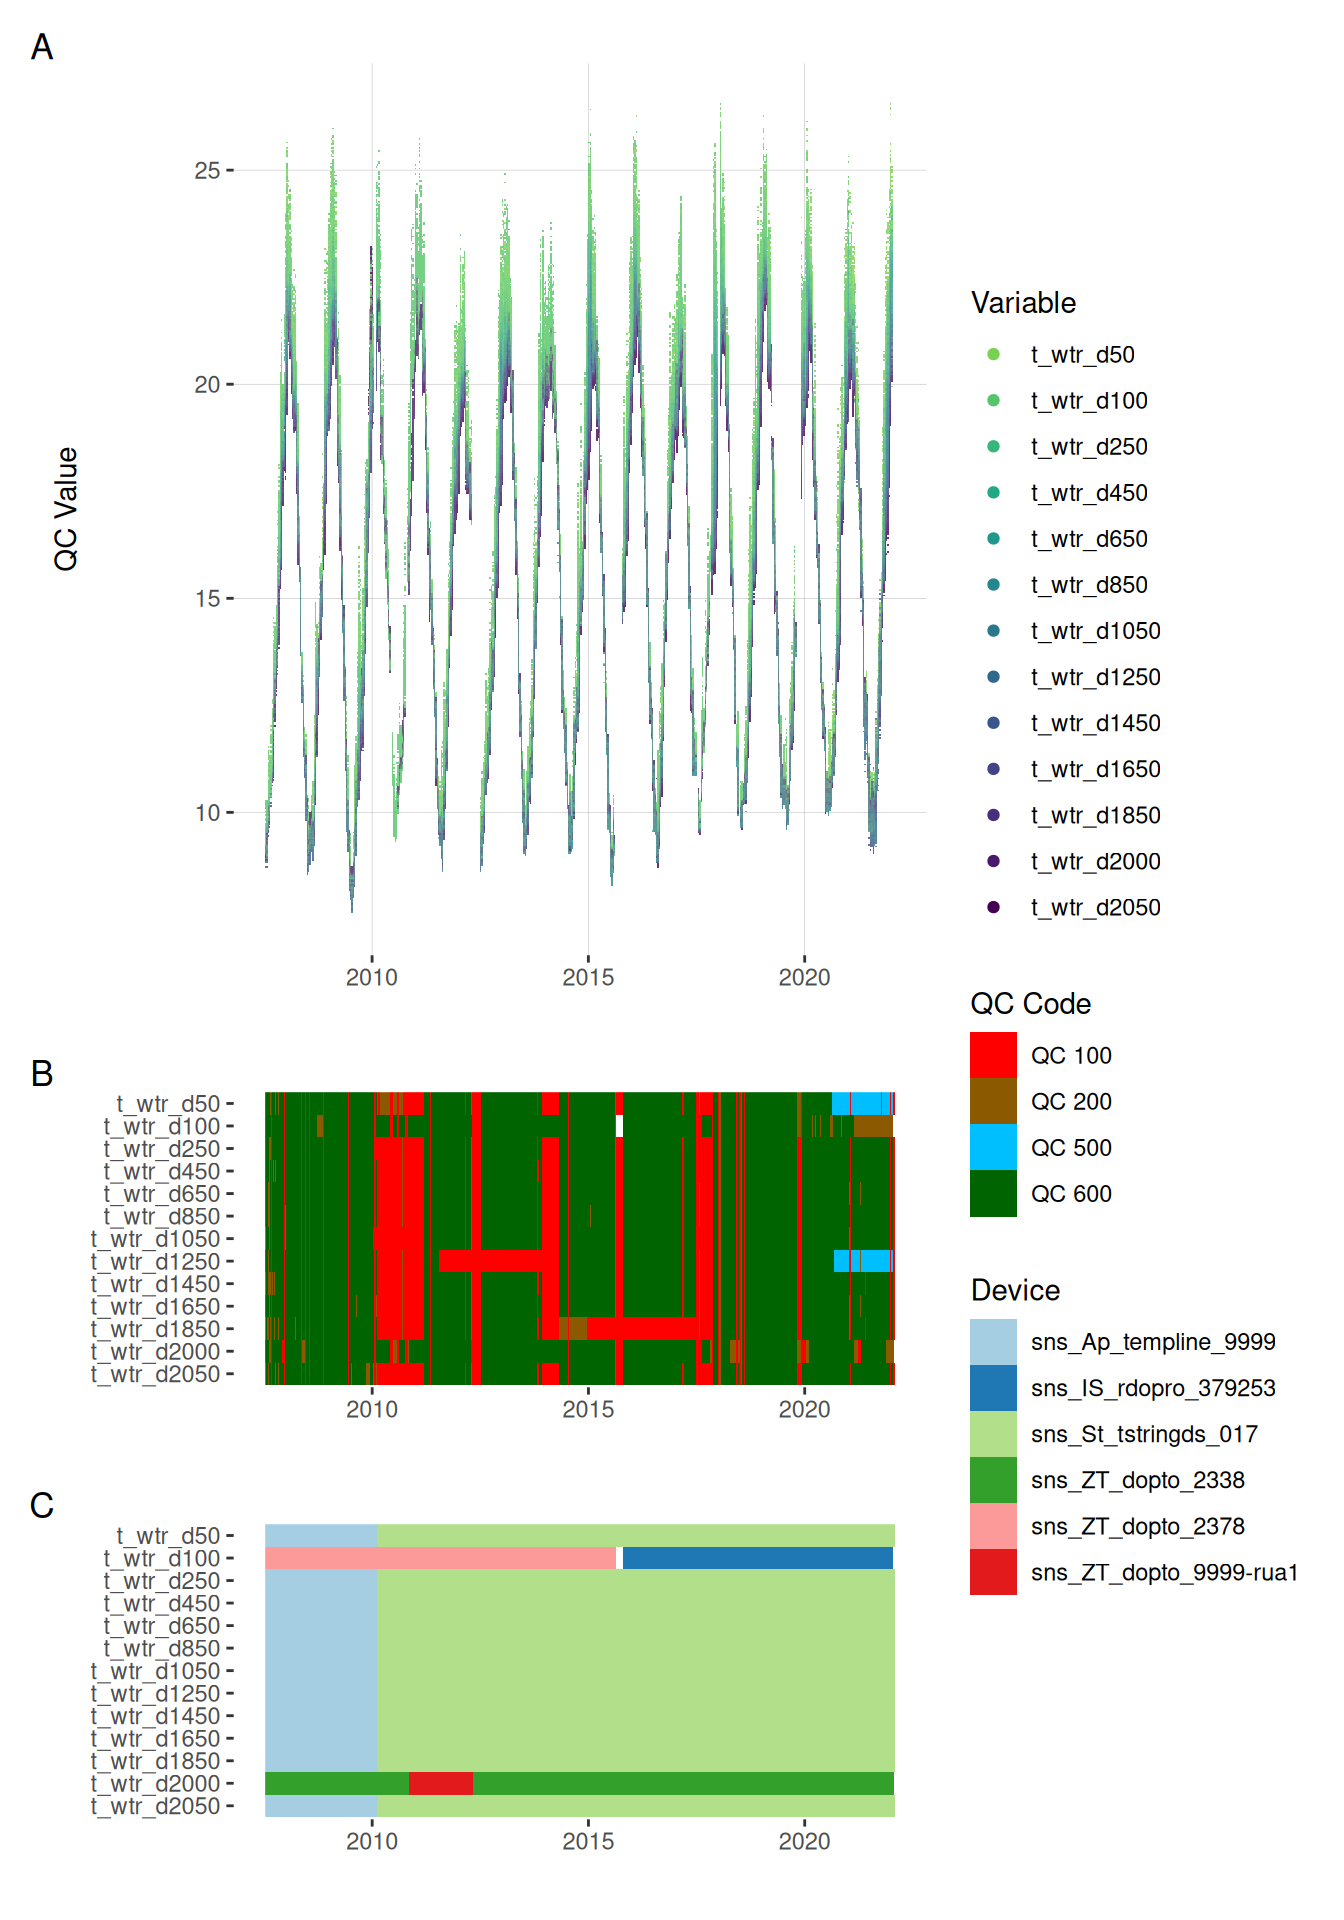 A
25
20
15
10
QC Value
2010
2015
2020
Variable
t_wtr_d50
t_wtr_d100
t_wtr_d250
t_wtr_d450
t_wtr_d650
t_wtr_d850
t_wtr_d1050
t_wtr_d1250
t_wtr_d1450
t_wtr_d1650
t_wtr_d1850
t_wtr_d2000
t_wtr_d2050
QC Code
QC 100
QC 200
QC 500
QC 600
B
t_wtr_d50
t_wtr_d100
t_wtr_d250
t_wtr_d450
t_wtr_d650
t_wtr_d850
t_wtr_d1050
t_wtr_d1250
t_wtr_d1450
t_wtr_d1650
t_wtr_d1850
t_wtr_d2000
t_wtr_d2050
2010
2015
2020
Device
sns_Ap_templine_9999
sns_IS_rdopro_379253
sns_St_tstringds_017
sns_ZT_dopto_2338
sns_ZT_dopto_2378
sns_ZT_dopto_9999-rua1
C
t_wtr_d50
t_wtr_d100
t_wtr_d250
t_wtr_d450
t_wtr_d650
t_wtr_d850
t_wtr_d1050
t_wtr_d1250
t_wtr_d1450
t_wtr_d1650
t_wtr_d1850
t_wtr_d2000
t_wtr_d2050
2010
2015
2020